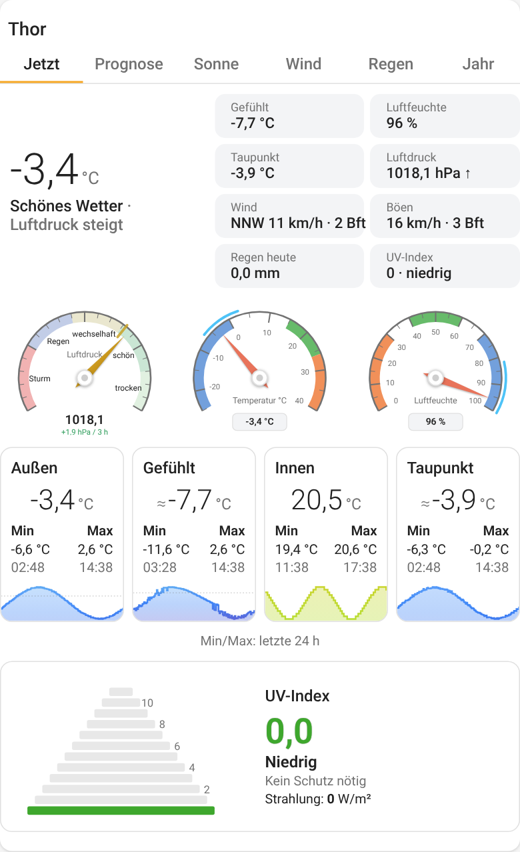 Thor
Jetzt Prognose Sonne Wind Regen Jahr
-3,4 °C
Schönes Wetter ·
Luftdruck steigt
Gefühlt
-7,7 °C
Luftfeuchte
96 %
Taupunkt
-3,9 °C
Luftdruck
1018,1 hPa ↑
Wind
NNW 11 km/h · 2 Bft
Böen
16 km/h · 3 Bft
Regen heute
0,0 mm
UV-Index
0 · niedrig
Sturm
Regen
wechselhaft
schön
trocken
Luftdruck
1018,1
+1.9 hPa / 3 h
-20
-10
0
10
20
30
40
Temperatur °C
-3,4 °C
0
10
20
30
40
50
60
70
80
90
100
Luftfeuchte
96 %
Außen
-3,4 °C
Min Max
-6,6 °C 2,6 °C
02:48 14:38
Gefühlt
≈-7,7 °C
Min Max
-11,6 °C 2,6 °C
03:28 14:38
Innen
20,5 °C
Min Max
19,4 °C 20,6 °C
11:38 17:38
Taupunkt
≈-3,9 °C
Min Max
-6,3 °C -0,2 °C
02:48 14:38
Min/Max: letzte 24 h
10
8
6
4
2
UV-Index
0,0
Niedrig
Kein Schutz nötig
Strahlung: 0 W/m²